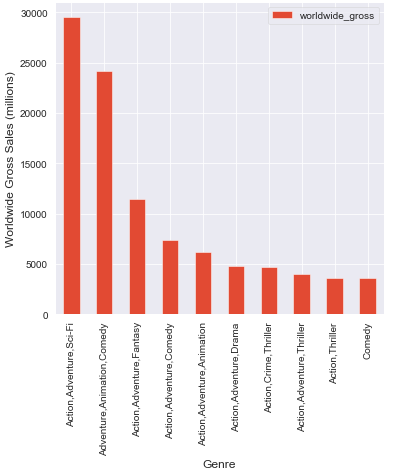 worldwide_gross
Worldwide Gross Sales (millions)
30000
25000
20000
15000
10000
5000
0
Action,Adventure,Sci-Fi
Adventure,Animation,Comedy
Action,Adventure,Fantasy
Action,Adventure,Comedy
Action,Adventure,Animation
Action,Adventure,Drama
Action,Crime,Thriller
Action,Adventure,Thriller
Action,Thriller
Comedy
Genre